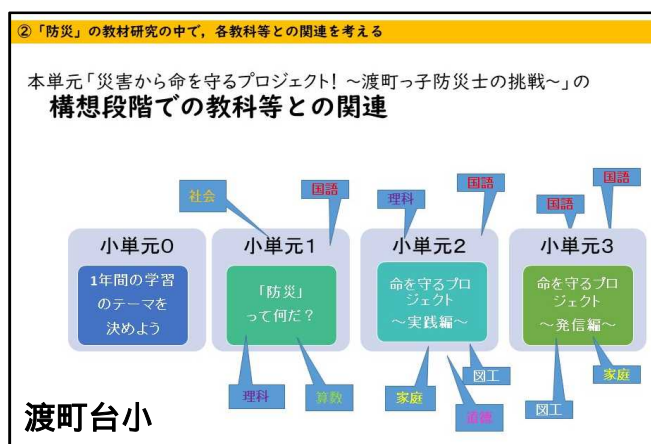 ②「防災」の教材研究の中で，各教科等との関連を考える
本単元「災害から命を守るプロジェクト！～渡町っ子防災士の挑戦～」の
構想段階での教科等との関連
社会
国語
理科
国語
国語
国語
小単元0
小単元1
小単元2
小単元3
1年間の学習
のテーマを
決めよう
「防災」
って何だ？
命を守るプロ
ジェクト
～実践編～
命を守るプロ
ジェクト
～発信編～
理科
算数
家庭
道徳
図工
図工
家庭
渡町台小